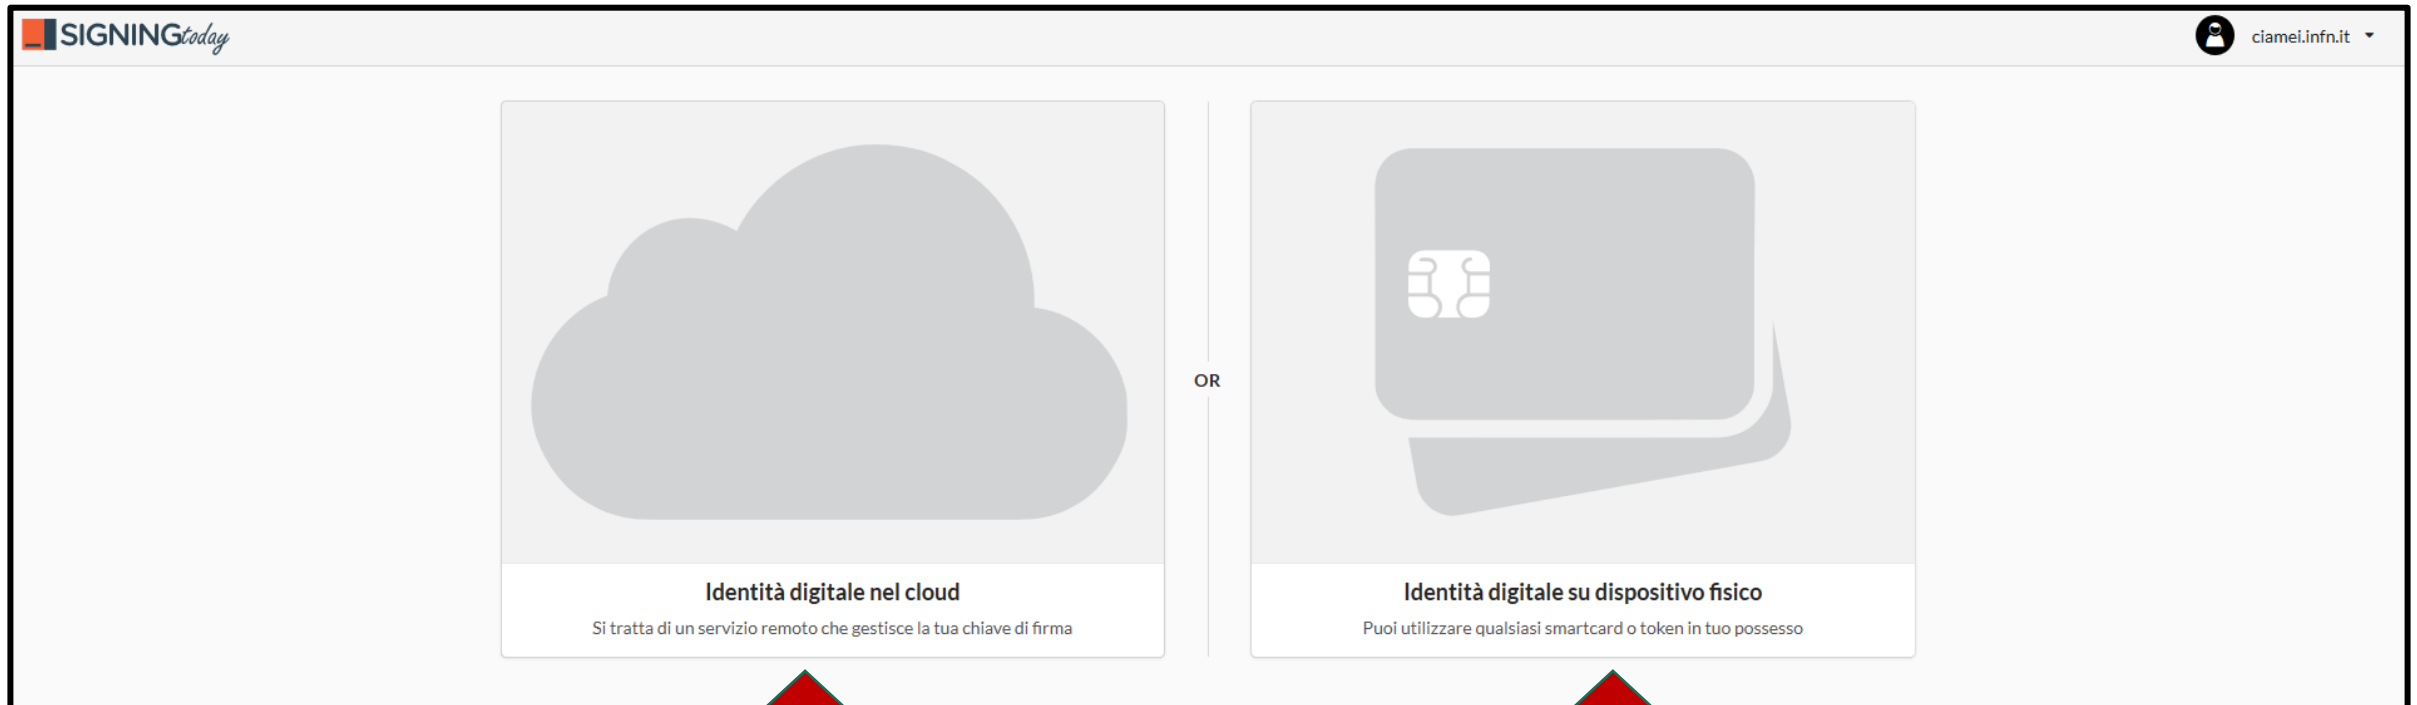 SIGNINGtoday
ciamei.infn.it
OR
Identità digitale nel cloud
Si tratta di un servizio remoto che gestisce la tua chiave di firma
Identità digitale su dispositivo fisico
Puoi utilizzare qualsiasi smartcard o token in tuo possesso